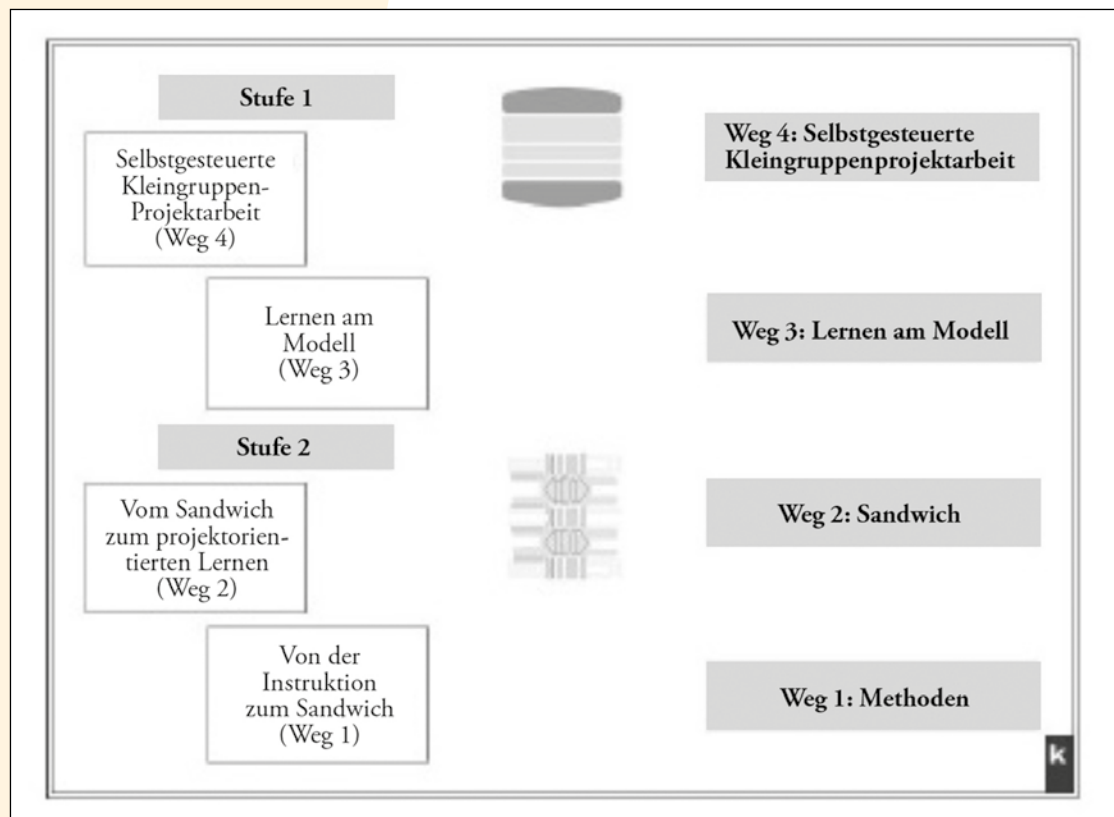 Stufe 1
Selbstgesteuerte
Kleingruppen-
Projektarbeit
(Weg 4)
Lernen am
Modell
(Weg 3)
Stufe 2
Vom Sandwich
zum projektorien-
tierten Lernen
(Weg 2)
Von der
Instruktion
zum Sandwich
(Weg 1)
Weg 4: Selbstgesteuerte
Kleingruppenprojektarbeit
Weg 3: Lernen am Modell
Weg 2: Sandwich
Weg 1: Methoden
k